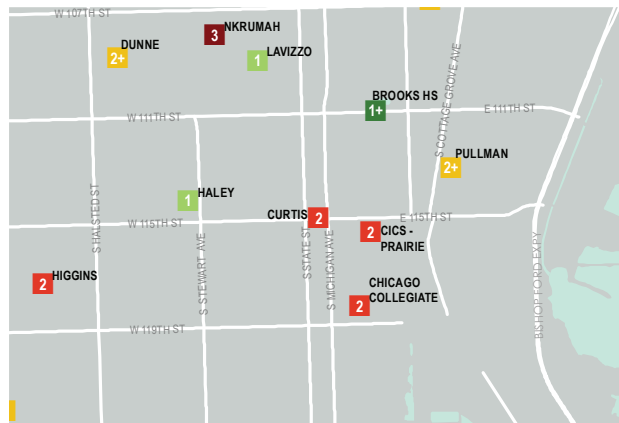 W 107TH ST
3 NKRUMAH
DUNNE
2+
LAVIZZO
1
S COTTAGE GROVE AVE
BROOKS HS
1+
W 111TH ST
E 111TH ST
PULLMAN
2+
HALEY
1
CURTIS 2
W 115TH ST
E 115TH ST
2 CICS -
PRAIRIE
S HALSTED ST
S STEWART AVE
S STATE ST
S MICHIGAN AVE
HIGGINS
2
CHICAGO
COLLEGIATE
2
BISHOP FORD EXPY
W 119TH ST